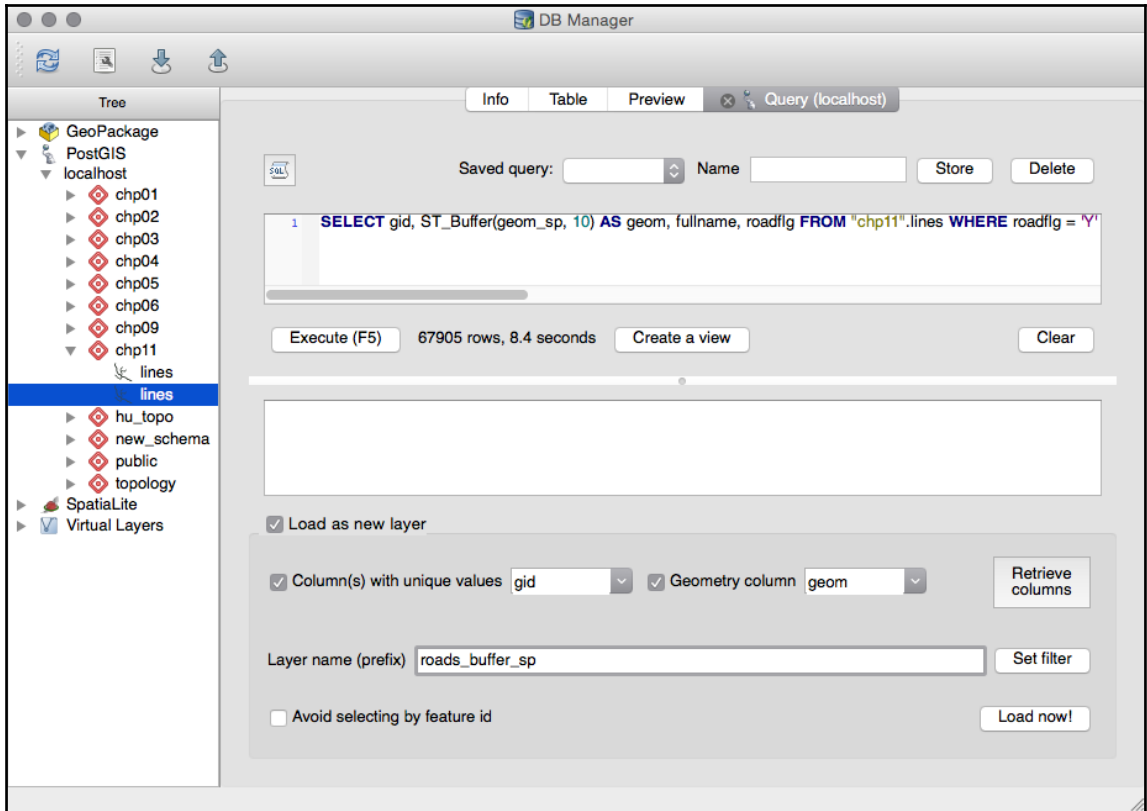 DB Manager
Tree
Info Table Preview Query (localhost)
GeoPackage
PostGIS
localhost
chp01
chp02
chp03
chp04
chp05
chp06
chp09
chp11
lines
lines
hu_topo
new_schema
public
topology
SpatiaLite
Virtual Layers
SQL
Saved query: Name Store Delete
1 SELECT gid, ST_Buffer(geom_sp, 10) AS geom, fullname, roadflg FROM "chp11".lines WHERE roadflg = 'Y'
Execute (F5) 67905 rows, 8.4 seconds Create a view Clear
Load as new layer
Column(s) with unique values gid Geometry column geom Retrieve
columns
Layer name (prefix) roads_buffer_sp Set filter
Avoid selecting by feature id Load now!